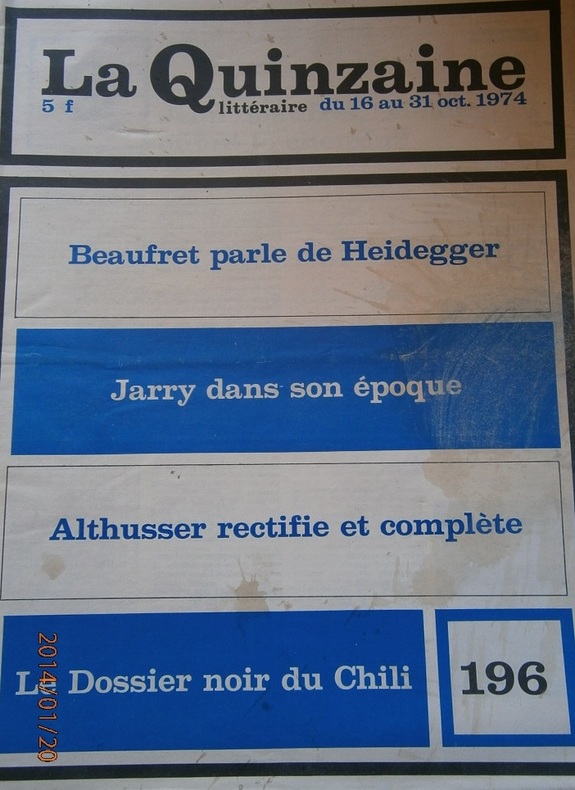 La Quinzaine
5 f littéraire du 16 au 31 oct. 1974
Beaufret parle de Heidegger
Jarry dans son époque
Althusser rectifie et complète
Le Dossier noir du Chili
196
2014/01/20